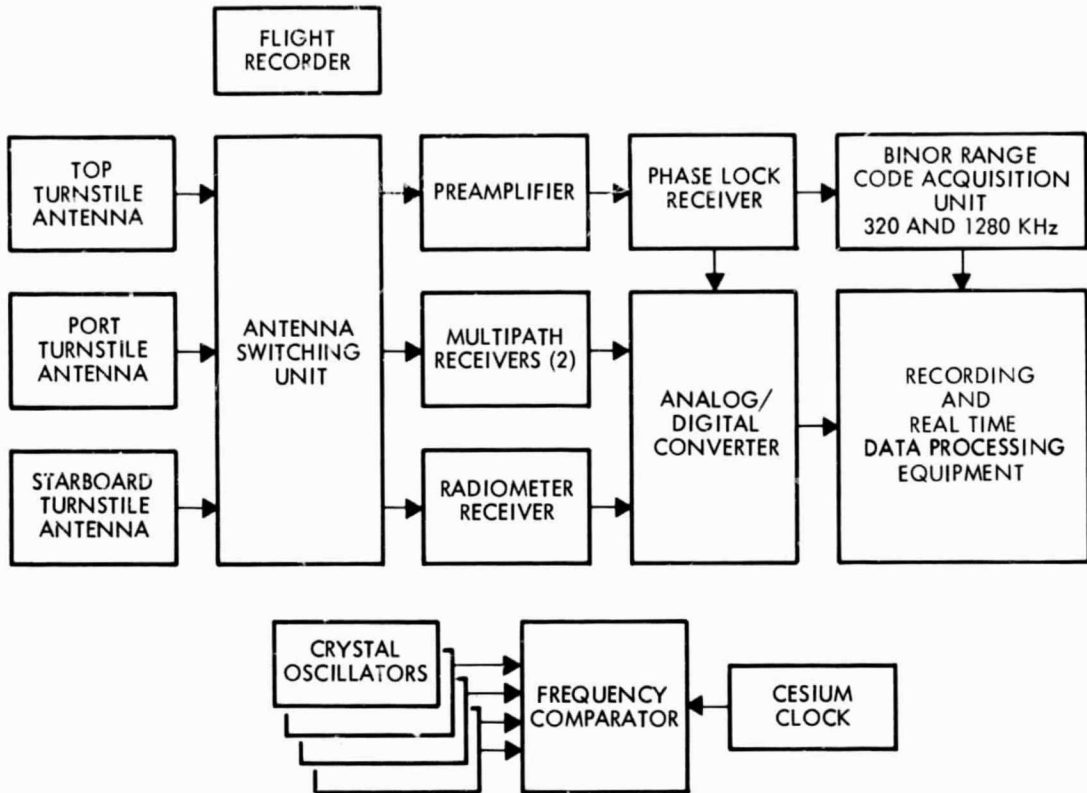 FLIGHT
RECORDER
TOP
TURNSTILE
ANTENNA
PORT
TURNSTILE
ANTENNA
STARBOARD
TURNSTILE
ANTENNA
ANTENNA
SWITCHING
UNIT
PREAMPLIFIER
MULTIPATH
RECEIVERS (2)
RADIOMETER
RECEIVER
PHASE LOCK
RECEIVER
ANALOG/
DIGITAL
CONVERTER
BINOR RANGE
CODE ACQUISITION
UNIT
320 AND 1280 KHz
RECORDING
AND
REAL TIME
DATA PROCESSING
EQUIPMENT
CRYSTAL
OSCILLATORS
FREQUENCY
COMPARATOR
CESIUM
CLOCK